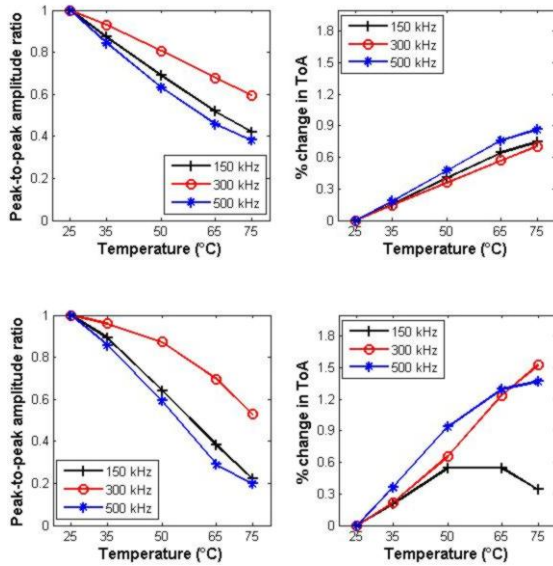 Peak-to-peak amplitude ratio
1
0.8
0.6
0.4
0.2
0
150 kHz
300 kHz
500 kHz
25 35 50 65 75
Temperature (°C)
% change in ToA
1.8
1.5
1.2
0.9
0.6
0.3
0
150 kHz
300 kHz
500 kHz
25 35 50 65 75
Temperature (°C)
Peak-to-peak amplitude ratio
1
0.8
0.6
0.4
0.2
0
150 kHz
300 kHz
500 kHz
25 35 50 65 75
Temperature (°C)
% change in ToA
1.8
1.5
1.2
0.9
0.6
0.3
0
150 kHz
300 kHz
500 kHz
25 35 50 65 75
Temperature (°C)